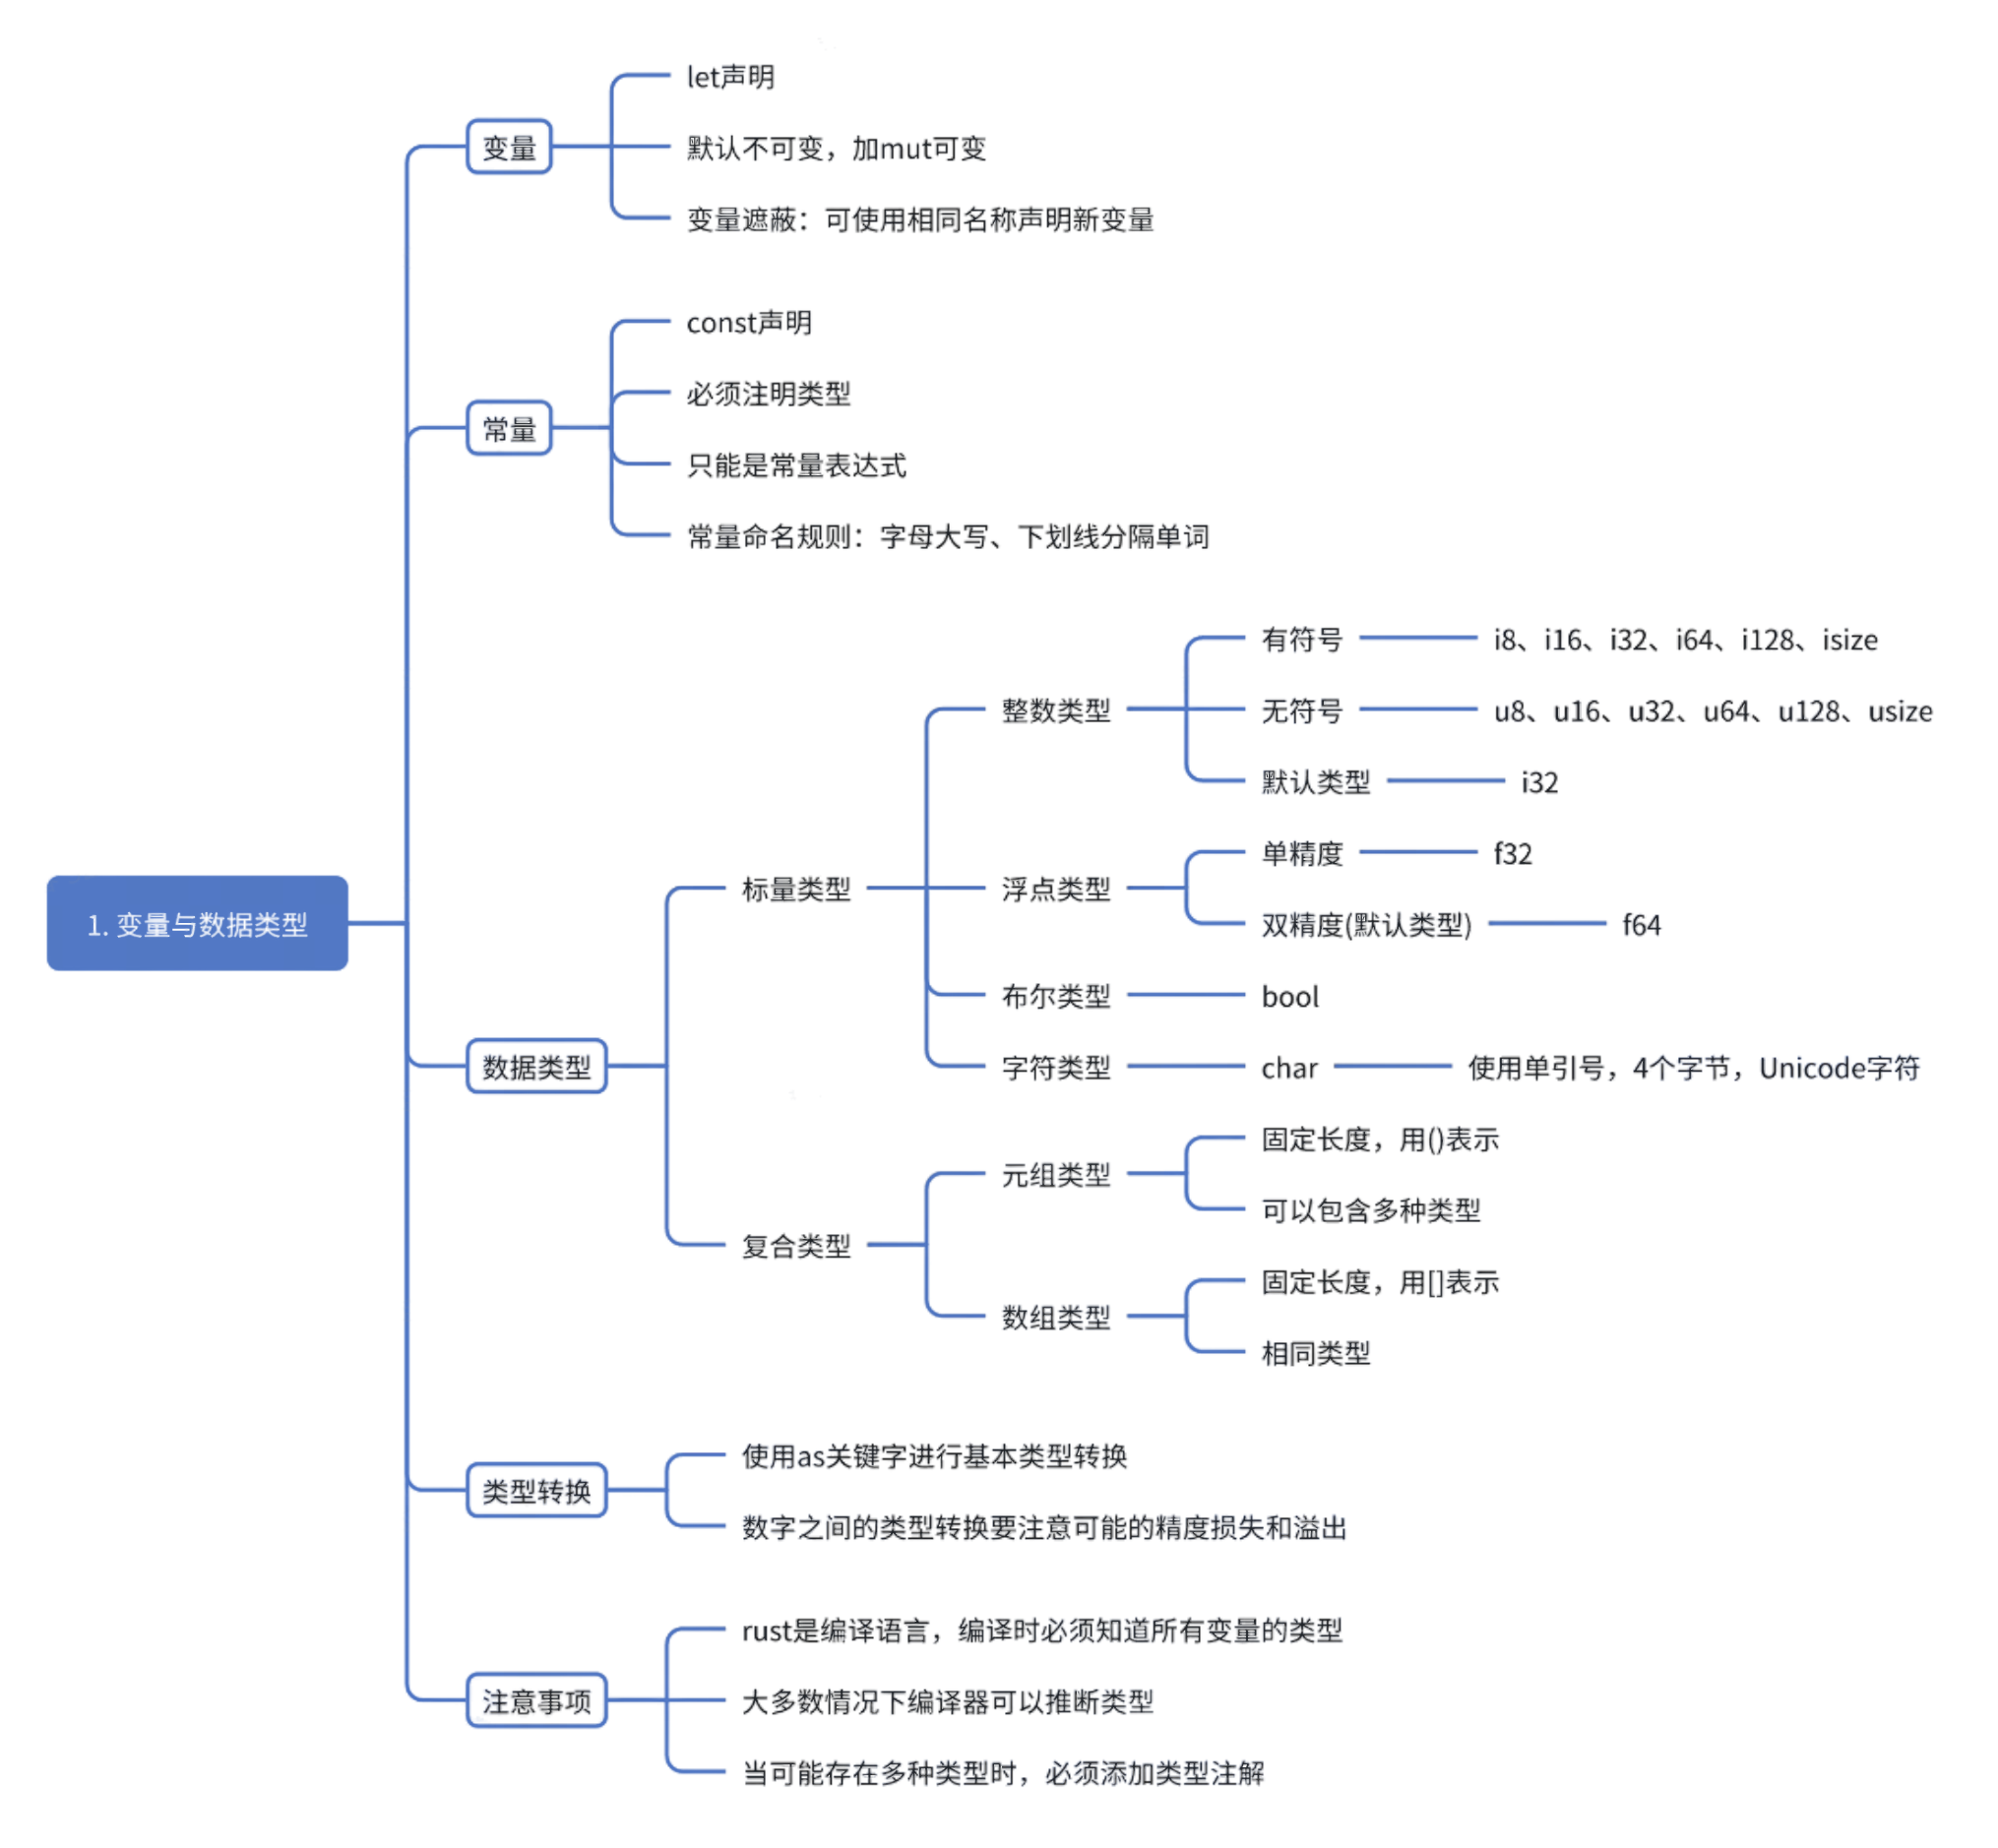 let声明
变量
默认不可变，加mut可变
变量遮蔽：可使用相同名称声明新变量
const声明
必须注明类型
常量
只能是常量表达式
常量命名规则：字母大写、下划线分隔单词
有符号
i8、i16、i32、i64、i128、isize
整数类型
无符号
u8、u16、u32、u64、u128、usize
默认类型
i32
单精度
f32
标量类型
浮点类型
双精度(默认类型)
f64
1. 变量与数据类型
布尔类型
bool
数据类型
字符类型
char
使用单引号，4个字节，Unicode字符
固定长度，用()表示
元组类型
可以包含多种类型
复合类型
固定长度，用[]表示
数组类型
相同类型
使用as关键字进行基本类型转换
类型转换
数字之间的类型转换要注意可能的精度损失和溢出
rust是编译语言，编译时必须知道所有变量的类型
注意事项
大多数情况下编译器可以推断类型
当可能存在多种类型时，必须添加类型注解